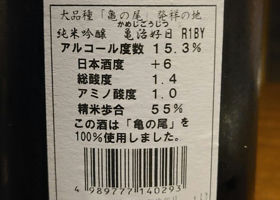 大品種「亀の尾」発祥の地
かめじこうじつ
純米吟醸 亀治好日 R1BY
アルコール度数 15.3%
日本酒度 +6
総酸度 1.4
アミノ酸度 1.0
精米歩合 55%
この酒は「亀の尾」を
100%使用しました。
4 989777 140293